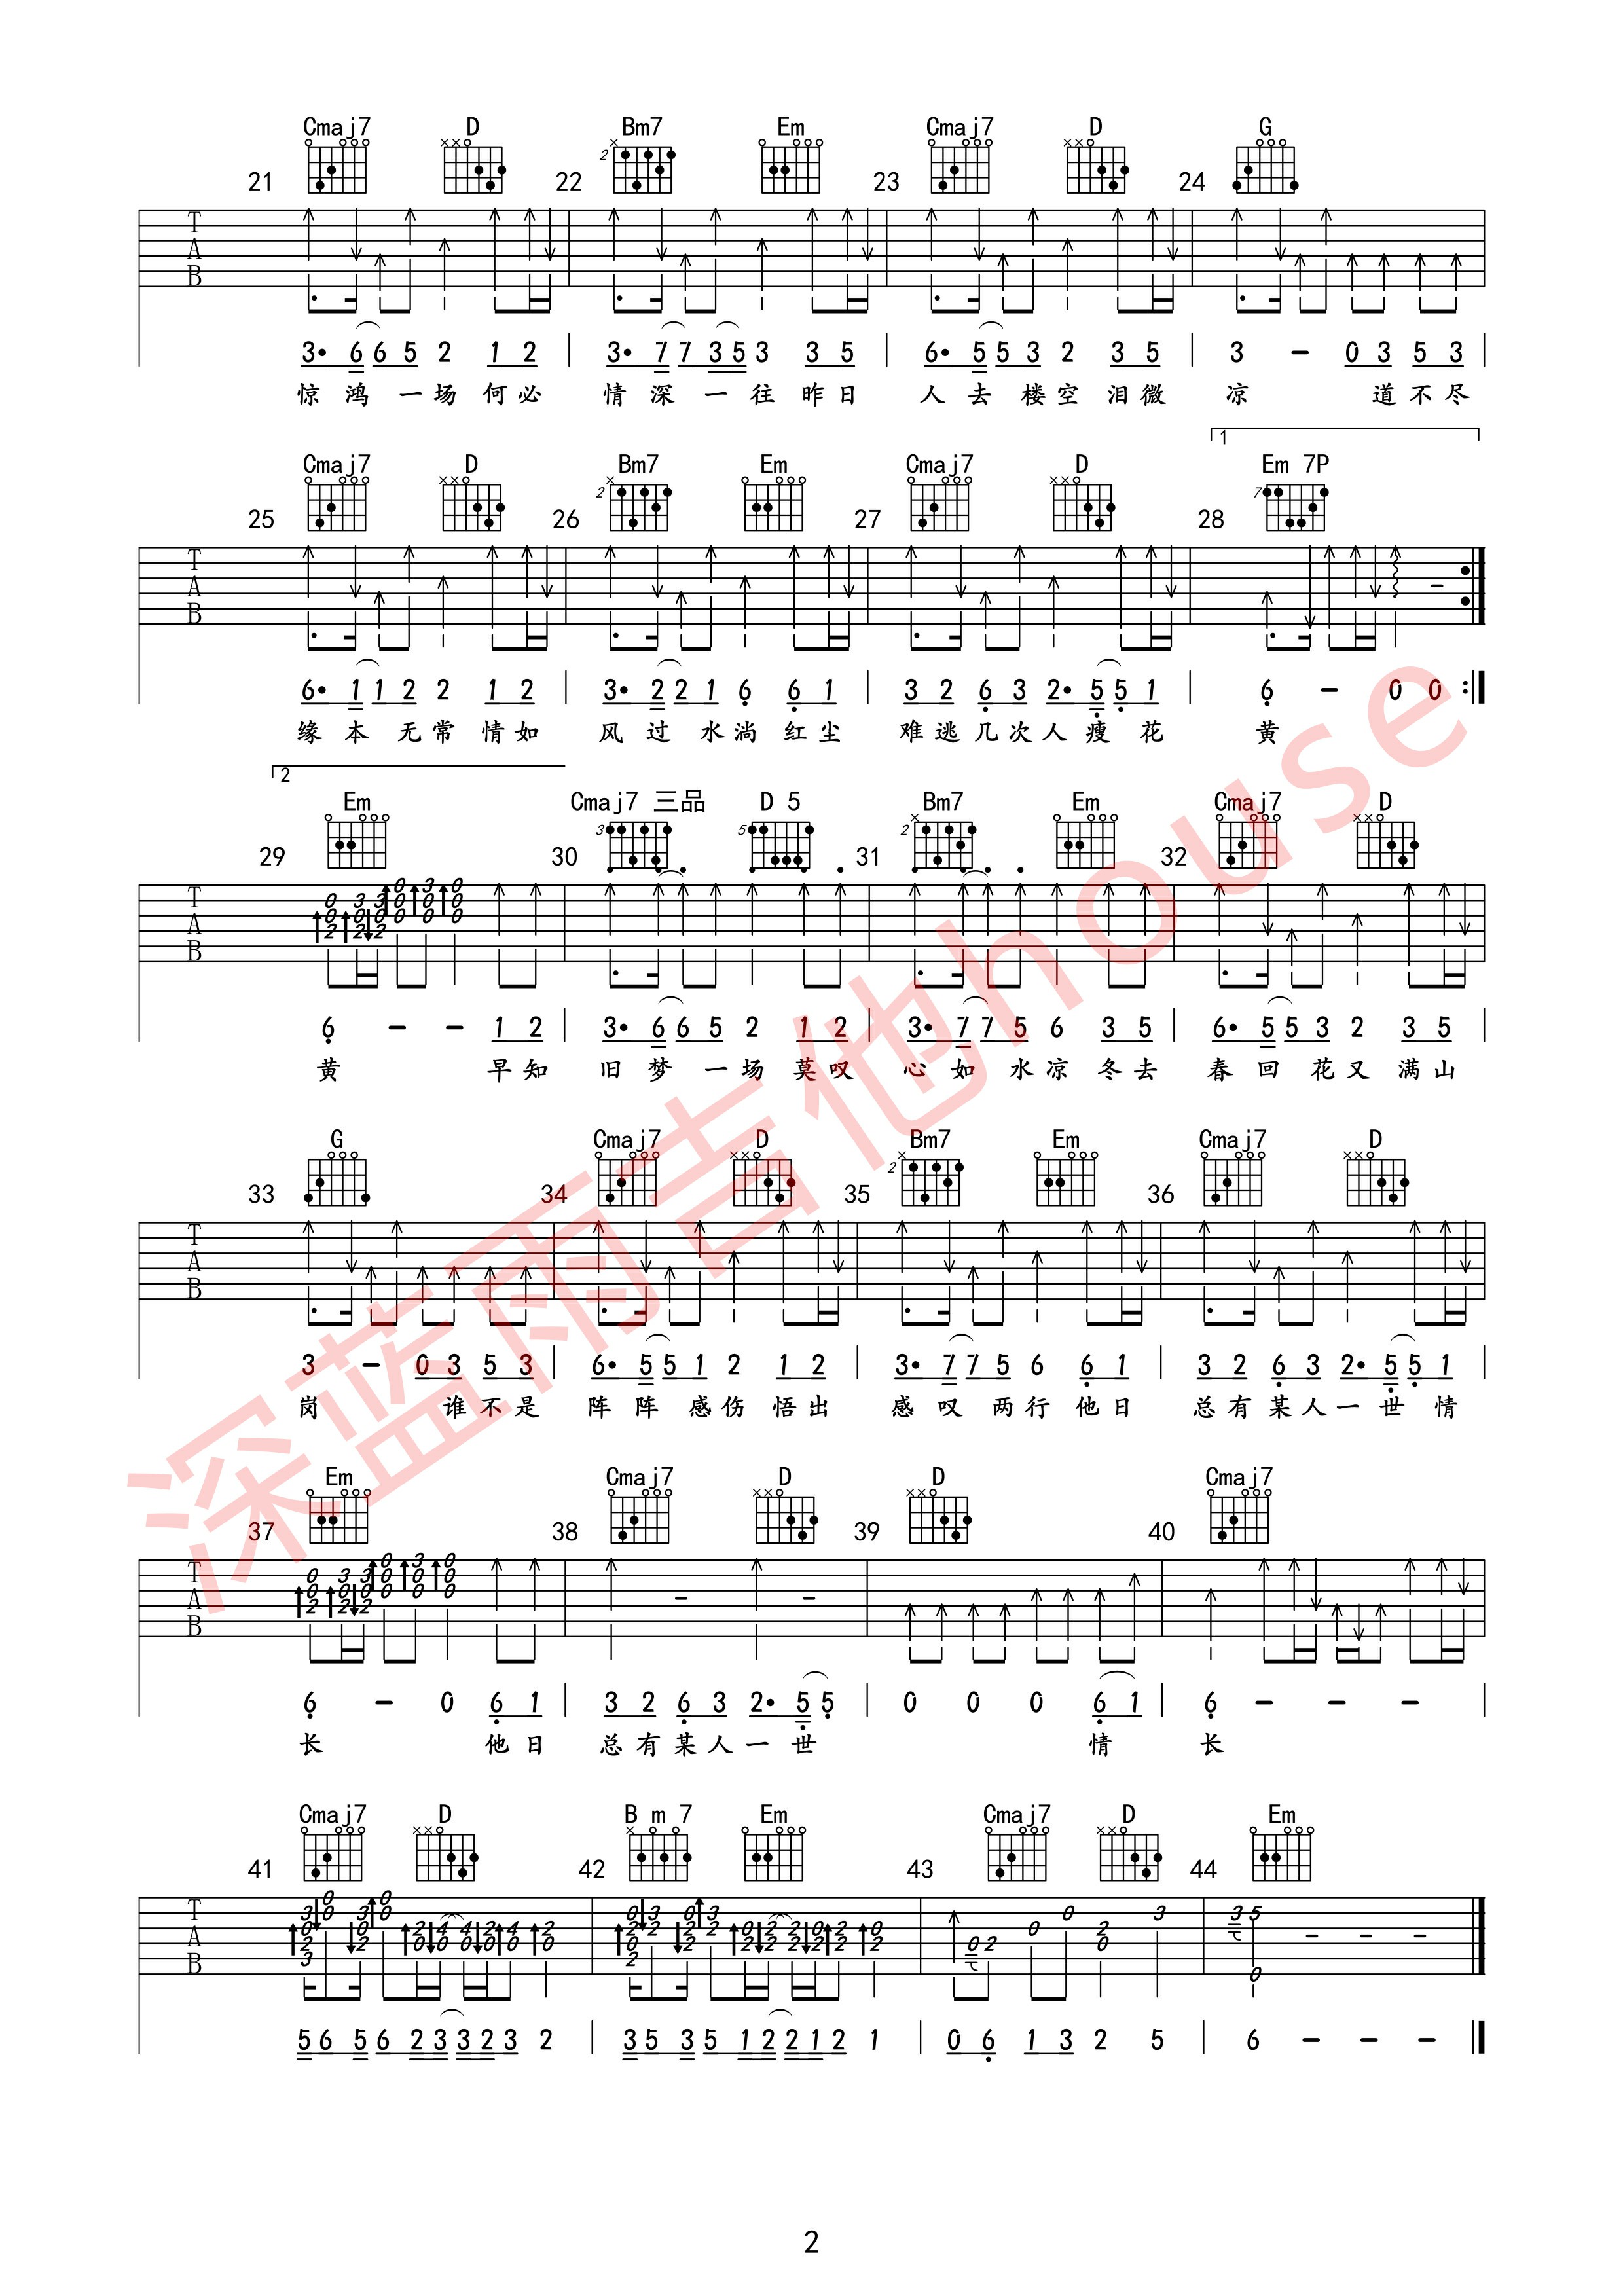 Cmaj7 D Bm7 Em Cmaj7 D G
21 22 23 24
3· 6 6 5 2 1 2 | 3· 7 7 3 5 3 3 5 | 6· 5 5 3 2 3 5 | 3 - 0 3 5 3 |
惊鸿一场何必 情深一往昨日 人去楼空泪微 凉 道不尽
1
Cmaj7 D Bm7 Em Cmaj7 D Em 7P
25 26 27 28
6· 1 1 2 2 1 2 | 3· 2 2 1 6 6 1 | 3 2 6 3 2· 5 5 1 | 6 - 0 0 :|
缘本无常情如 风过水淌红尘 难逃几次人瘦花 黄
2
Em Cmaj7 三品 D 5 Bm7 Em Cmaj7 D
29 30 31 32
6 - - 1 2 | 3· 6 6 5 2 1 2 | 3· 7 7 5 6 3 5 | 6· 5 5 3 2 3 5 |
黄 早知 旧梦一场莫叹 心如水凉冬去 春回花又满山
G Cmaj7 D Bm7 Em Cmaj7 D
33 34 35 36
3 - 0 3 5 3 | 6· 5 5 1 2 1 2 | 3· 7 7 5 6 6 1 | 3 2 6 3 2· 5 5 1 |
岗 谁不是 阵阵感伤悟出 感叹两行他日 总有某人一世情
Em Cmaj7 D D Cmaj7
37 38 39 40
6 - 0 6 1 | 3 2 6 3 2· 5 5 | 0 0 0 6 1 | 6 - - - |
长 他日 总有某人一世 情 长
Cmaj7 D B m 7 Em Cmaj7 D Em
41 42 43 44
5 6 5 6 2 3 3 2 3 2 | 3 5 3 5 1 2 2 1 2 1 | 0 6 1 3 2 5 | 6 - - - |
深蓝雨吉他house
2